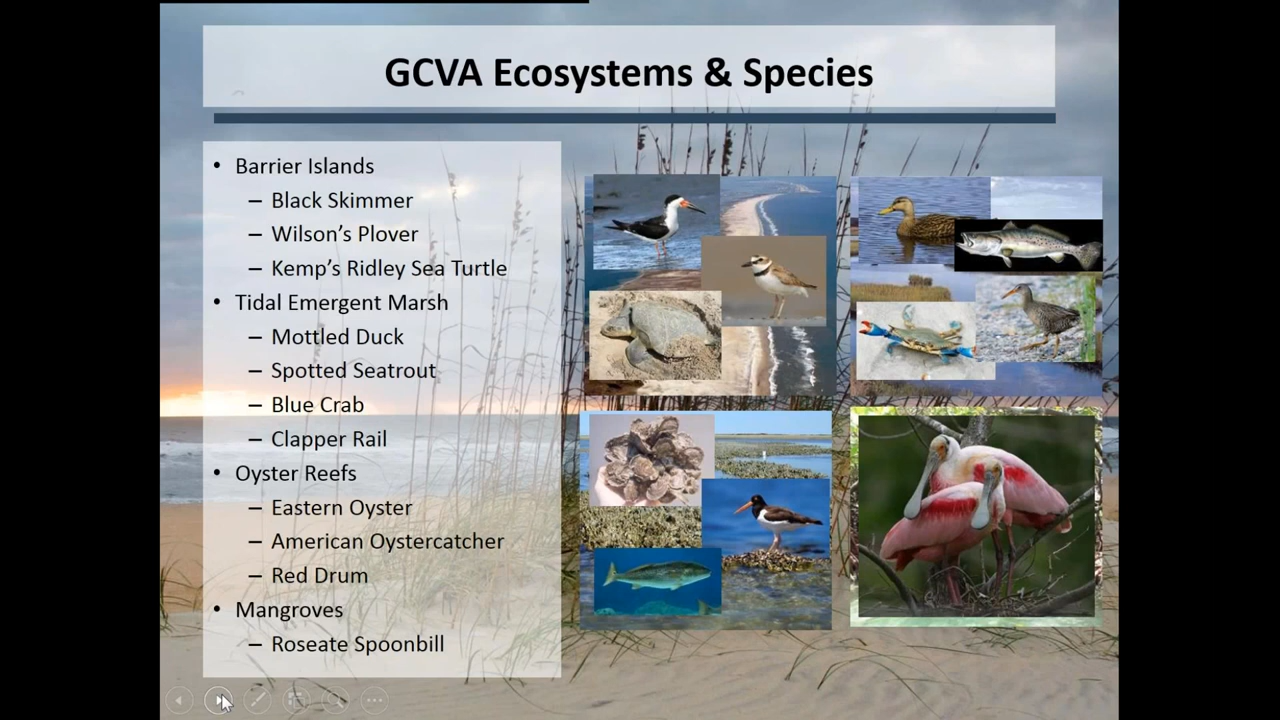 GCVA Ecosystems & Species
• Barrier Islands
– Black Skimmer
– Wilson’s Plover
– Kemp’s Ridley Sea Turtle
• Tidal Emergent Marsh
– Mottled Duck
– Spotted Seatrout
– Blue Crab
– Clapper Rail
• Oyster Reefs
– Eastern Oyster
– American Oystercatcher
– Red Drum
• Mangroves
– Roseate Spoonbill